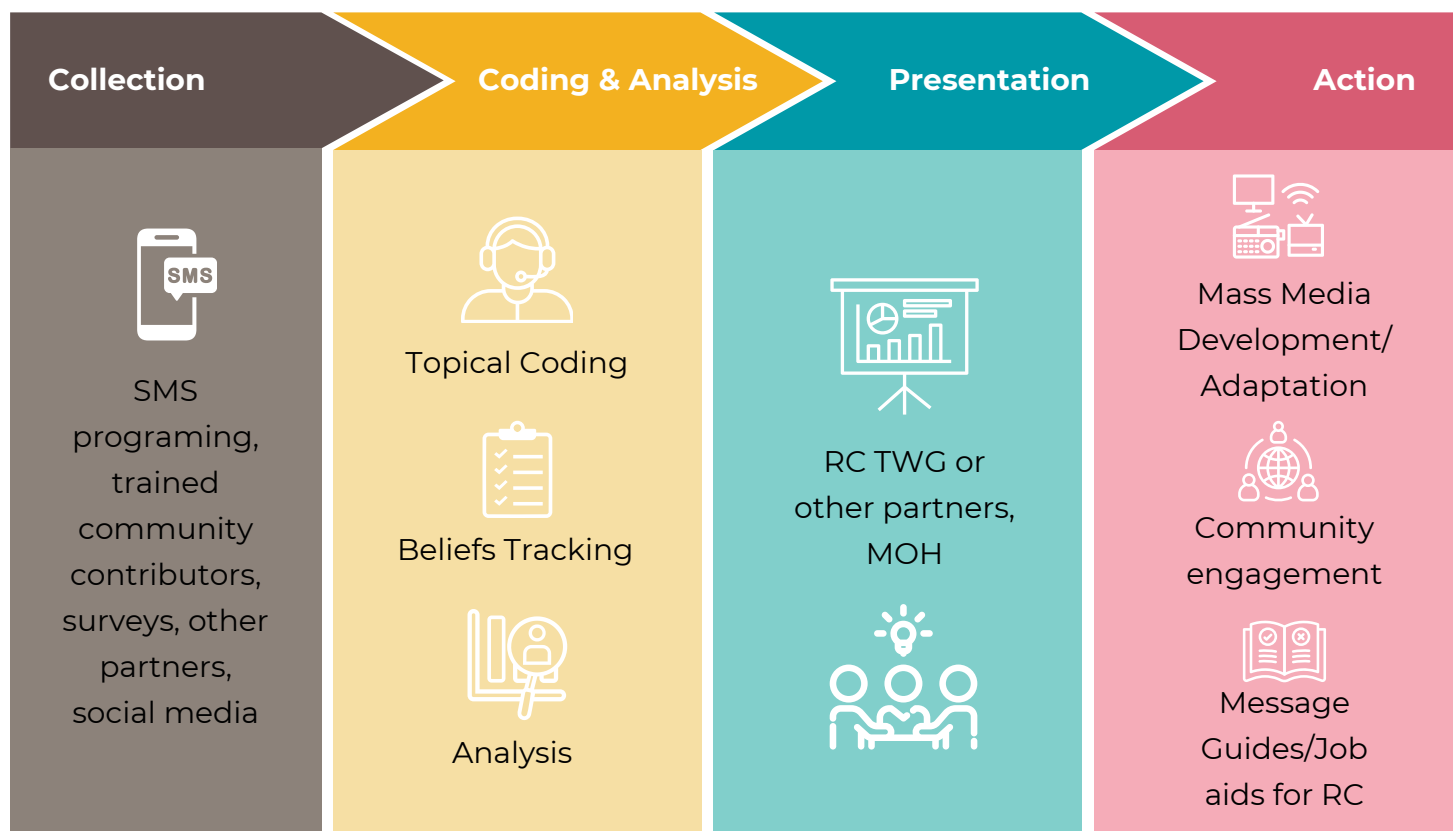 Collection
SMS
SMS
programing,
trained
community
contributors,
surveys, other
partners,
social media
Coding & Analysis
Topical Coding
Beliefs Tracking
Analysis
Presentation
RC TWG or
other partners,
MOH
Action
Mass Media
Development/
Adaptation
Community
engagement
Message
Guides/Job
aids for RC